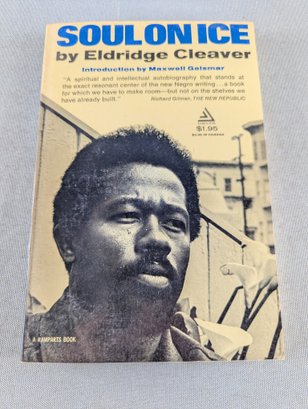 SOUL ON ICE
by Eldridge Cleaver
Introduction by Maxwell Geismar
"A spiritual and intellectual autobiography that stands at
the exact resonant center of the new Negro writing...a book
for which we have to make room—but not on the shelves we
have already built." Richard Gilman, THE NEW REPUBLIC
$1.95
A RAMPARTS BOOK